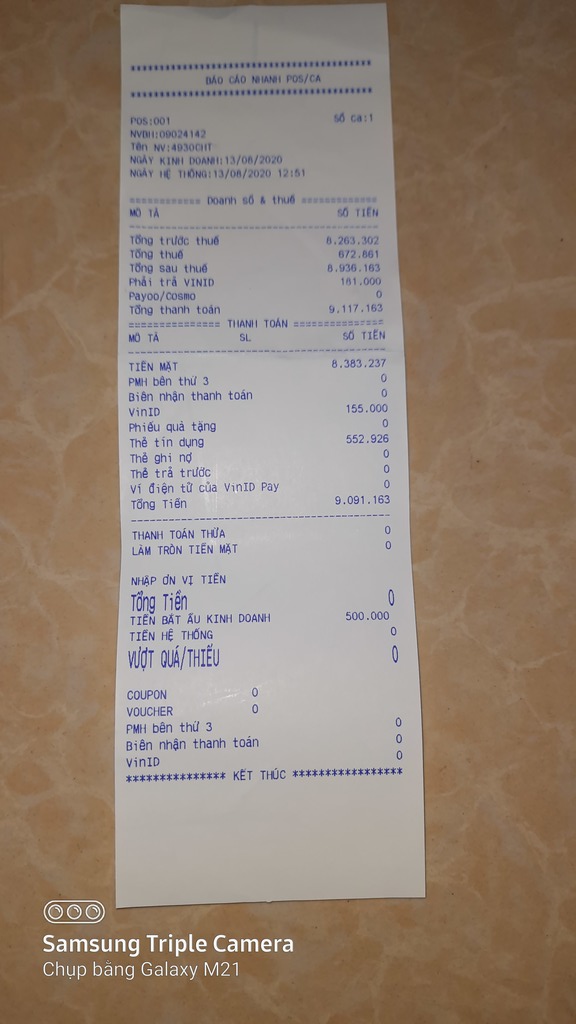 ****************************************
BÁO CÁO NHANH POS/CA
****************************************
POS:001 Số ca:1
NVBH:09024142
Tên NV:4930CHT
NGÀY KINH DOANH:13/08/2020
NGÀY HỆ THỐNG:13/08/2020 12:51
============ Doanh số & thuế ============
MÔ TẢ SỐ TIỀN
Tổng trước thuế 8.263.302
Tổng thuế 672.861
Tổng sau thuế 8.936.163
Phải trả VINID 181.000
Payoo/Cosmo 0
Tổng thanh toán 9.117.163
=============== THANH TOÁN ===============
MÔ TẢ SL SỐ TIỀN
TIỀN MẶT 8.383.237
PMH bên thứ 3 0
Biên nhận thanh toán 0
VinID 155.000
Phiếu quà tặng 0
Thẻ tín dụng 552.926
Thẻ ghi nợ 0
Thẻ trả trước 0
Ví điện tử của VinID Pay 0
Tổng Tiền 9.091.163
THANH TOÁN THỪA 0
LÀM TRÒN TIỀN MẶT 0
NHẬP ƠN VỊ TIỀN
Tổng Tiền 0
TIỀN BẮT ẦU KINH DOANH 500.000
TIỀN HỆ THỐNG 0
VƯỢT QUÁ/THIẾU 0
COUPON 0
VOUCHER 0
PMH bên thứ 3 0
Biên nhận thanh toán 0
VinID 0
**************** KẾT THÚC *****************
Samsung Triple Camera
Chụp bằng Galaxy M21